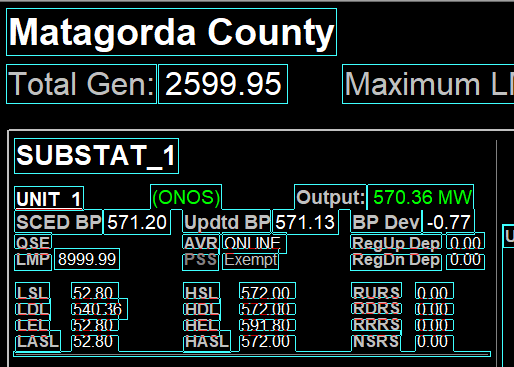 Matagorda County
Total Gen: 2599.95 Maximum
SUBSTAT_1
UNIT_1 (ONOS) Output: 570.36 MW
SCED BP 571.20 Updtd BP 571.13 BP Dev -0.77
QSE AVR ONLINE RegUp Dep 0.00
LMP 8999.99 PSS Exempt RegDn Dep 0.00
LSL 52.80 HSL 572.00 RURS 0.00
LDL 540.36 HDL 572.00 RDRS 0.00
LEL 52.80 HEL 591.80 RRRS 0.00
LASL 52.80 HASL 572.00 NSRS 0.00